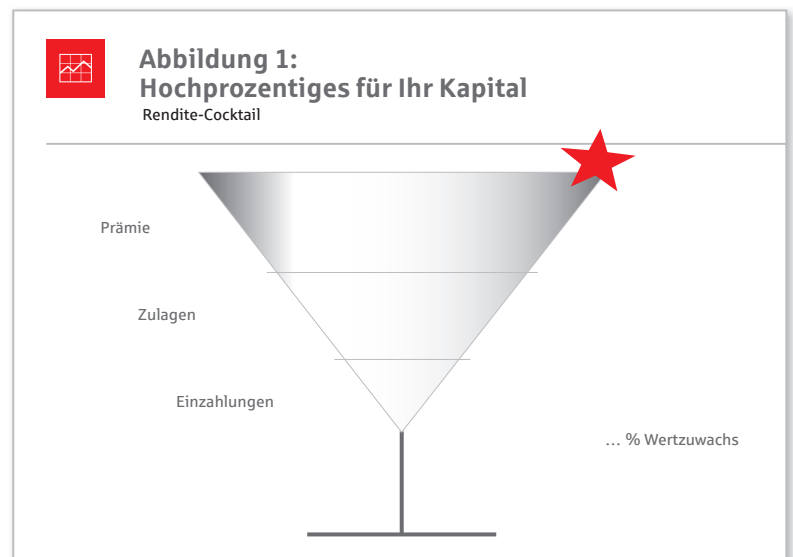 Abbildung 1:
Hochprozentiges für Ihr Kapital
Rendite-Cocktail
Prämie
Zulagen
Einzahlungen
… % Wertzuwachs